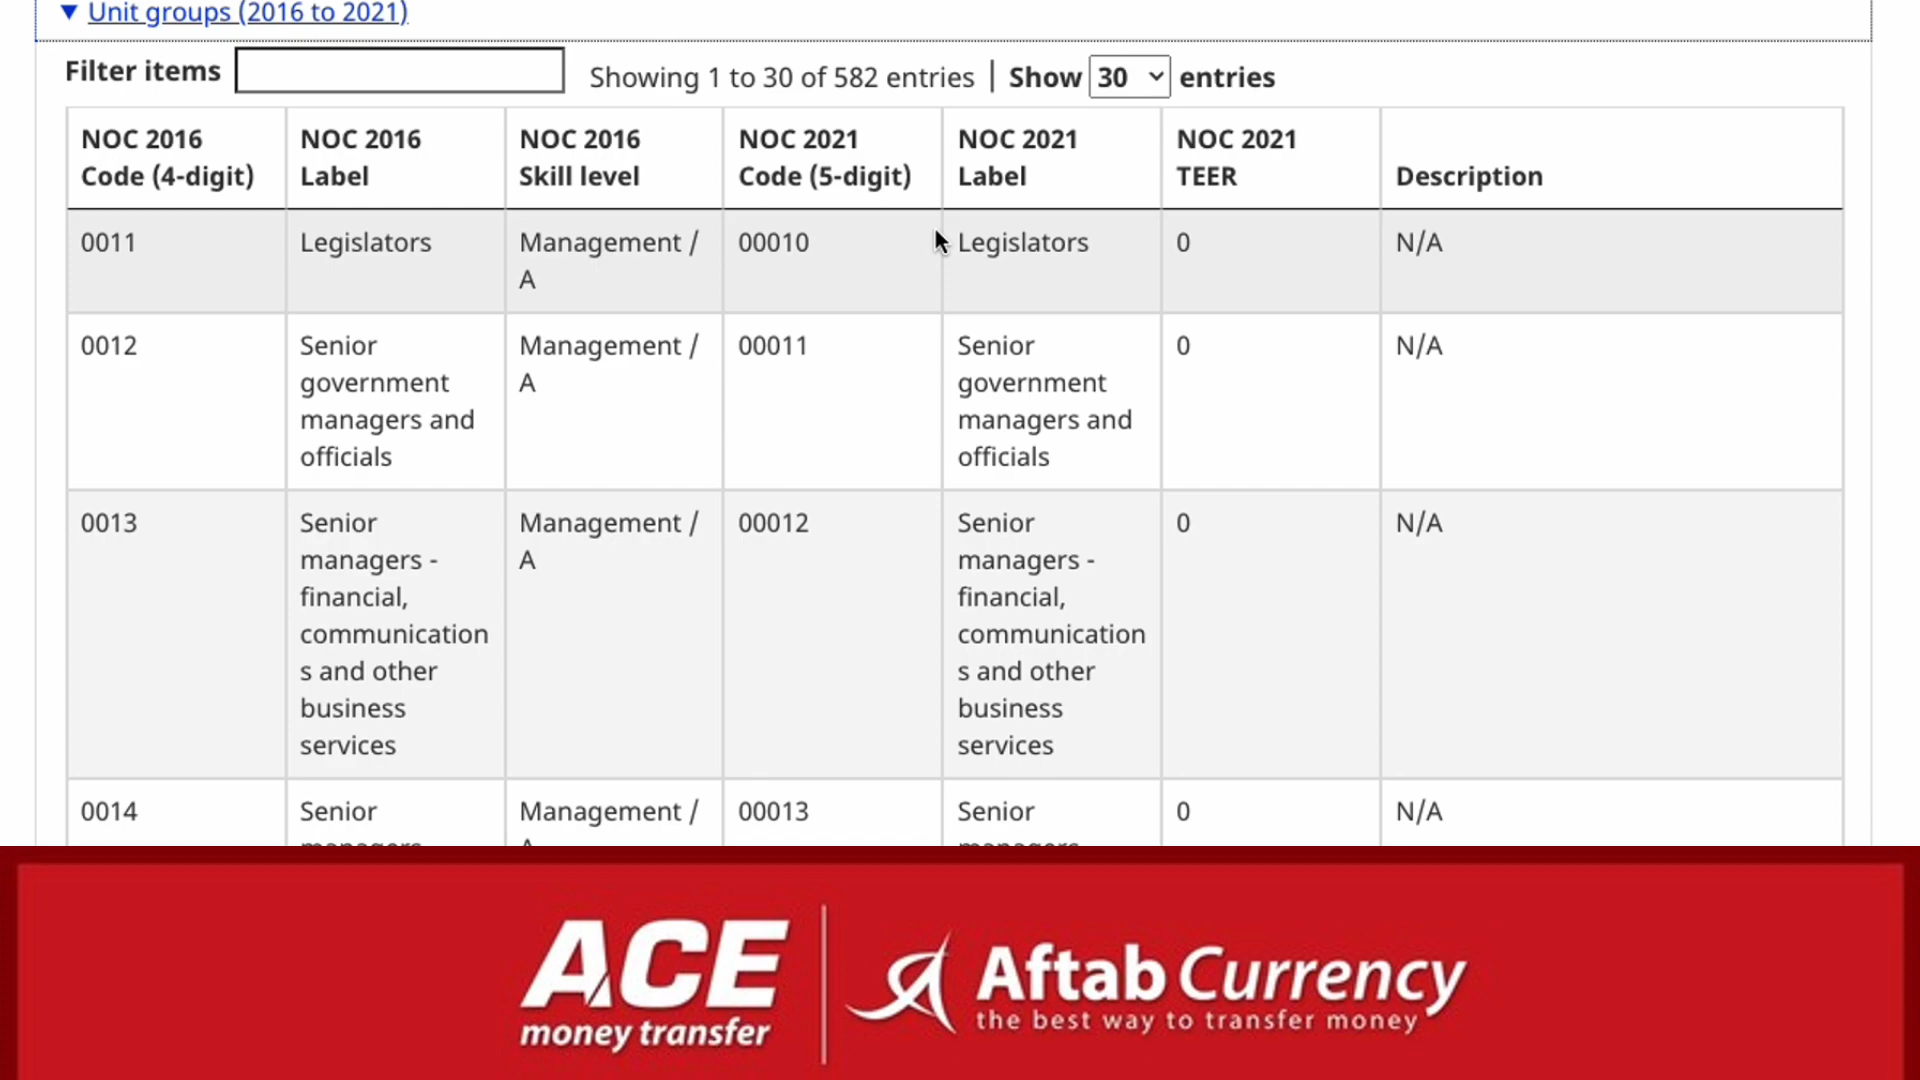 ▼ Unit groups (2016 to 2021)
Filter items Showing 1 to 30 of 582 entries | Show 30 entries
NOC 2016 Code (4-digit) NOC 2016 Label NOC 2016 Skill level NOC 2021 Code (5-digit) NOC 2021 Label NOC 2021 TEER Description
0011 Legislators Management / A 00010 Legislators 0 N/A
0012 Senior government managers and officials Management / A 00011 Senior government managers and officials 0 N/A
0013 Senior managers - financial, communications and other business services Management / A 00012 Senior managers - financial, communications and other business services 0 N/A
0014 Senior managers Management / A 00013 Senior managers 0 N/A
ACE
money transfer
Aftab Currency
the best way to transfer money